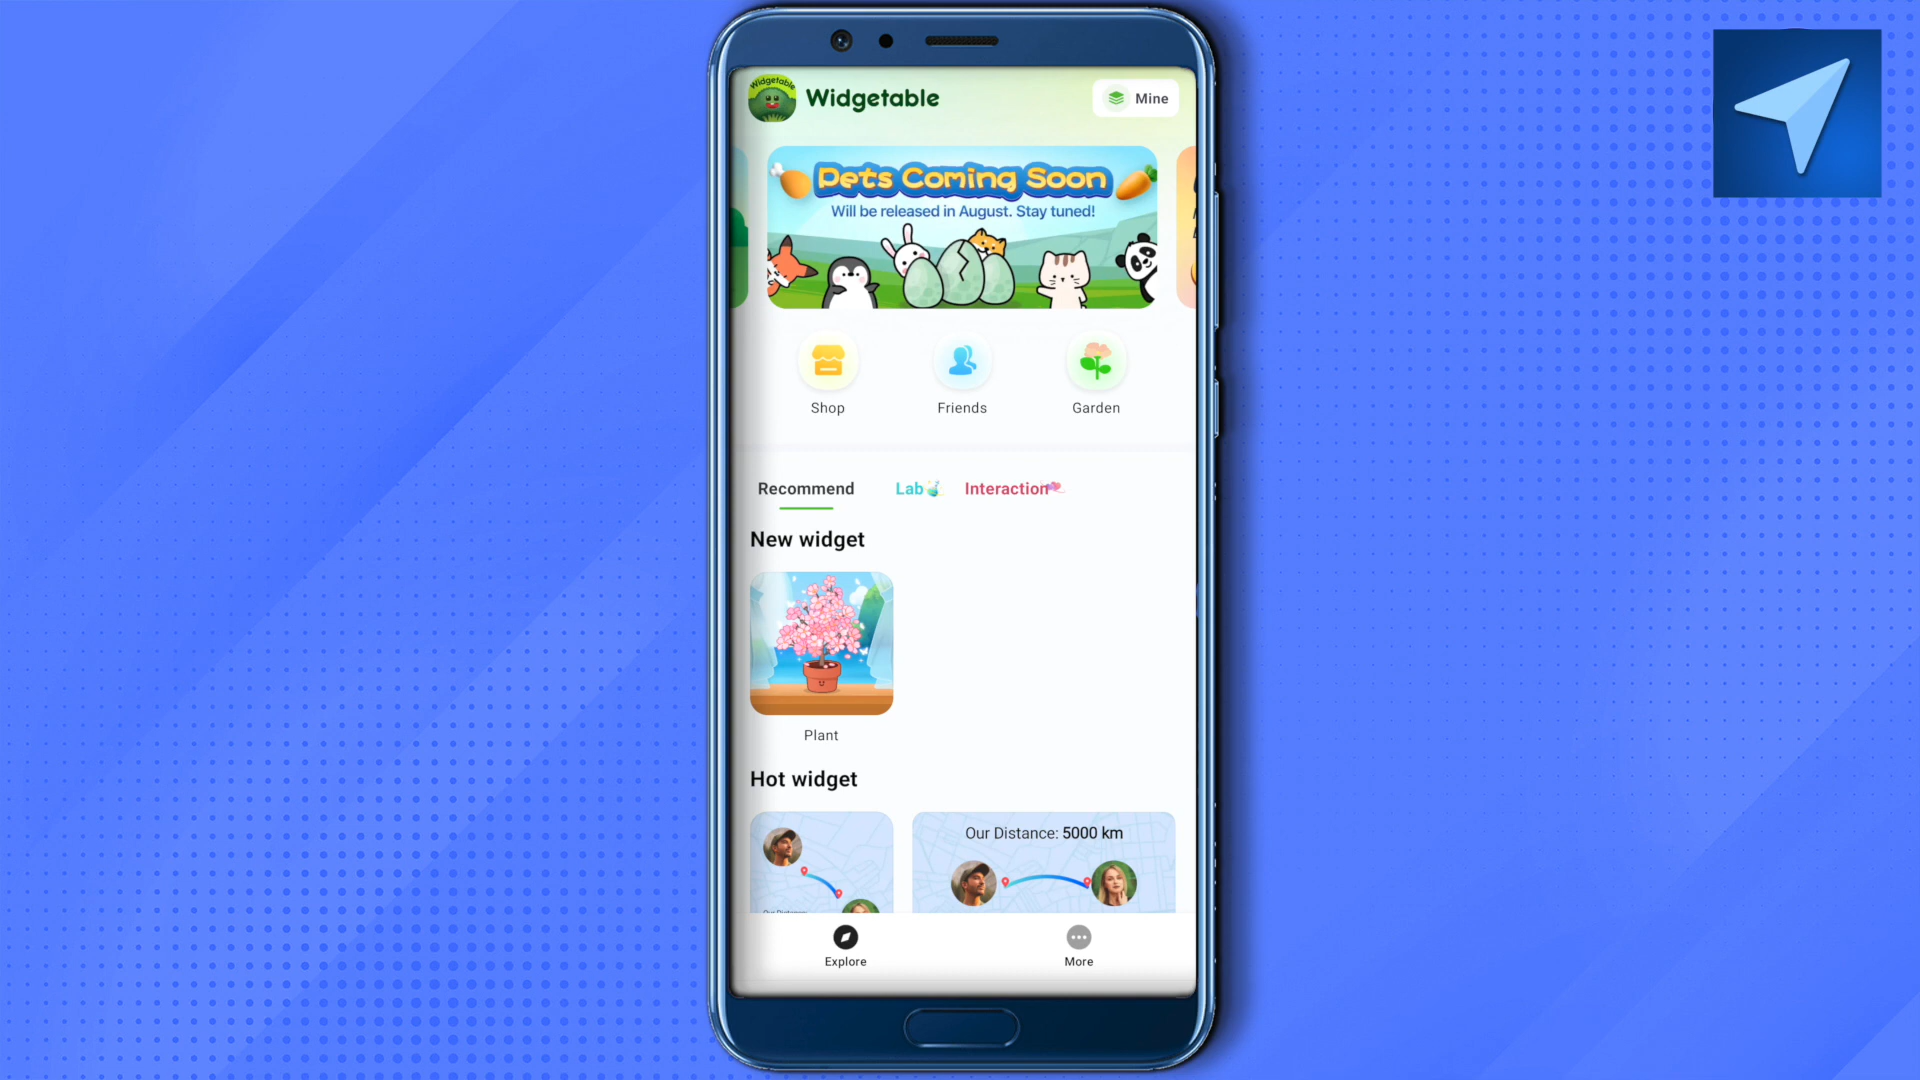 Widgetable
Widgetable
Mine
Pets Coming Soon
Will be released in August. Stay tuned!
Shop
Friends
Garden
Recommend
Lab
Interaction
New widget
Plant
Hot widget
Our Distance: 5000 km
Explore
More